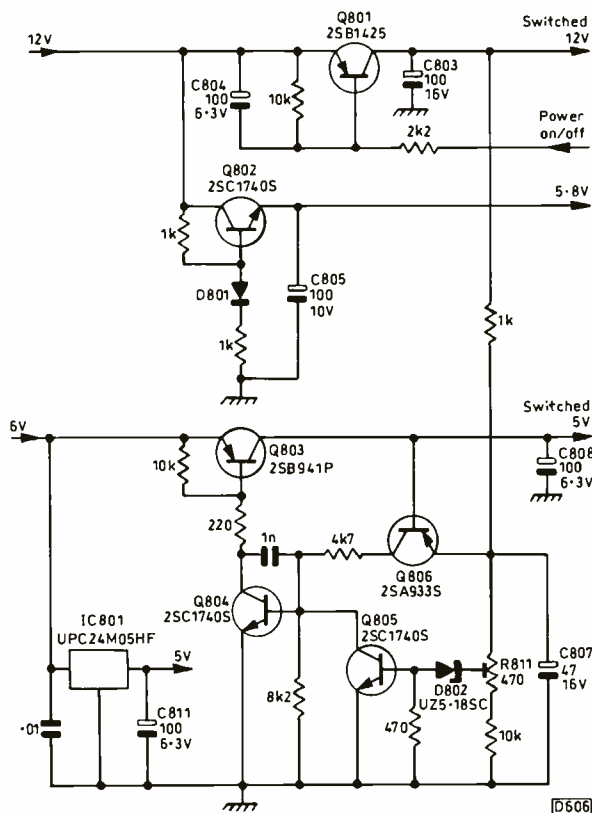 Q801
2SB1425
Switched
12V
12V
C804
100
6·3V
10k
C803
100
16V
2k2
Power
on/off
Q802
2SC1740S
5·8V
1k
D801
C805
100
10V
1k
1k
6V
Switched
5V
Q803
2SB941P
10k
C808
100
6·3V
220
1n
4k7
Q806
2SA933S
Q804
2SC1740S
Q805
2SC1740S
IC801
UPC24M05HF
5V
R811
470
C807
47
16V
D802
UZ5·1BSC
8k2
470
10k
·01
C811
100
6·3V
D606